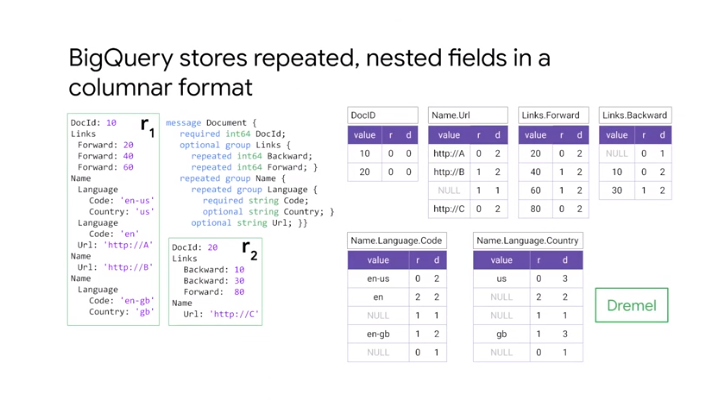 BigQuery stores repeated, nested fields in a
columnar format
r1
DocId: 10
Links
Forward: 20
Forward: 40
Forward: 60
Name
Language
Code: 'en-us'
Country: 'us'
Language
Code: 'en'
Url: 'http://A'
Name
Url: 'http://B'
Name
Language
Code: 'en-gb'
Country: 'gb'
message Document {
required int64 DocId;
optional group Links {
repeated int64 Backward;
repeated int64 Forward; }
repeated group Name {
repeated group Language {
required string Code;
optional string Country; }
optional string Url; }}
r2
DocId: 20
Links
Backward: 10
Backward: 30
Forward: 80
Name
Url: 'http://C'
DocID
value r d
10 0 0
20 0 0
Name.Url
value r d
http://A 0 2
http://B 1 2
NULL 1 1
http://C 0 2
Links.Forward
value r d
20 0 2
40 1 2
60 1 2
80 0 2
Links.Backward
value r d
NULL 0 1
10 0 2
30 1 2
Name.Language.Code
value r d
en-us 0 2
en 2 2
NULL 1 1
en-gb 1 2
NULL 0 1
Name.Language.Country
value r d
us 0 3
NULL 2 2
NULL 1 1
gb 1 3
NULL 0 1
Dremel